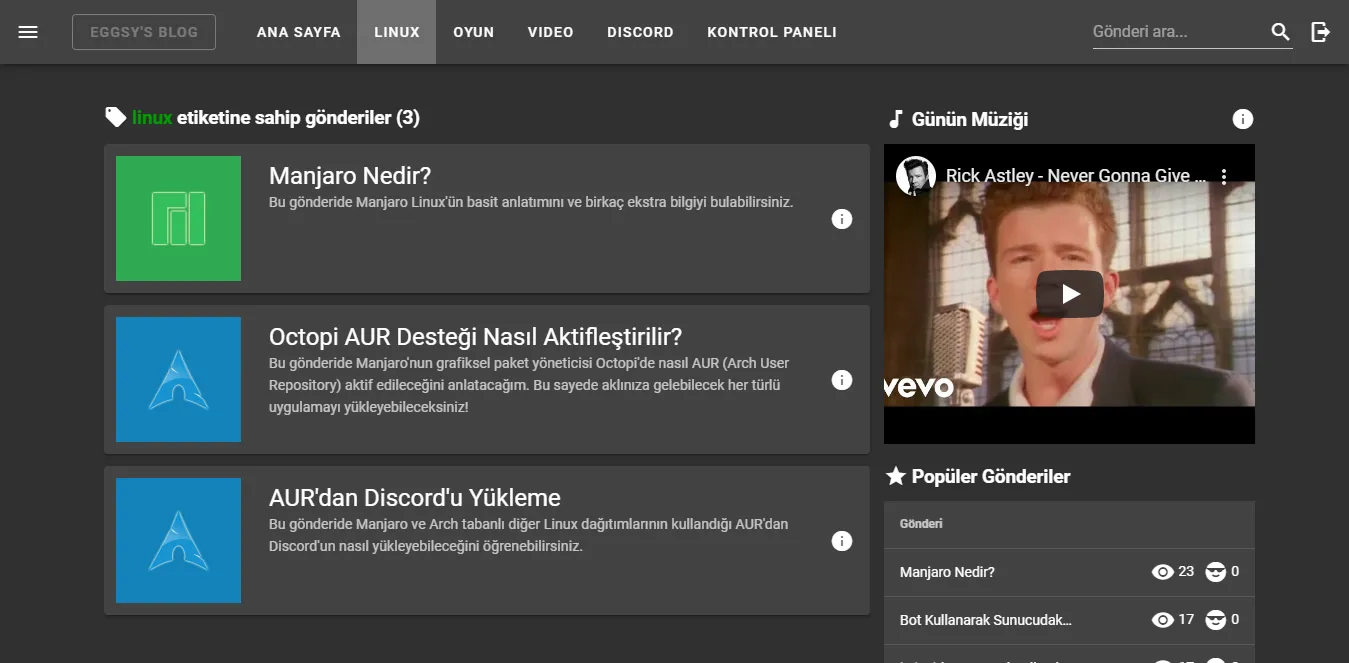 EGGSY'S BLOG
ANA SAYFA
LINUX
OYUN
VIDEO
DISCORD
KONTROL PANELI
Gönderi ara...
linux etiketine sahip gönderiler (3)
Manjaro Nedir?
Bu gönderide Manjaro Linux'ün basit anlatımını ve birkaç ekstra bilgiyi bulabilirsiniz.
Octopi AUR Desteği Nasıl Aktifleştirilir?
Bu gönderide Manjaro'nun grafiksel paket yöneticisi Octopi'de nasıl AUR (Arch User
Repository) aktif edileceğini anlatacağım. Bu sayede aklınıza gelebilecek her türlü
uygulamayı yükleyebileceksiniz!
AUR'dan Discord'u Yükleme
Bu gönderide Manjaro ve Arch tabanlı diğer Linux dağıtımlarının kullandığı AUR'dan
Discord'un nasıl yükleyebileceğini öğrenebilirsiniz.
Günün Müziği
Rick Astley - Never Gonna Give ...
vevo
Popüler Gönderiler
Gönderi
Manjaro Nedir? 23 0
Bot Kullanarak Sunucudak... 17 0